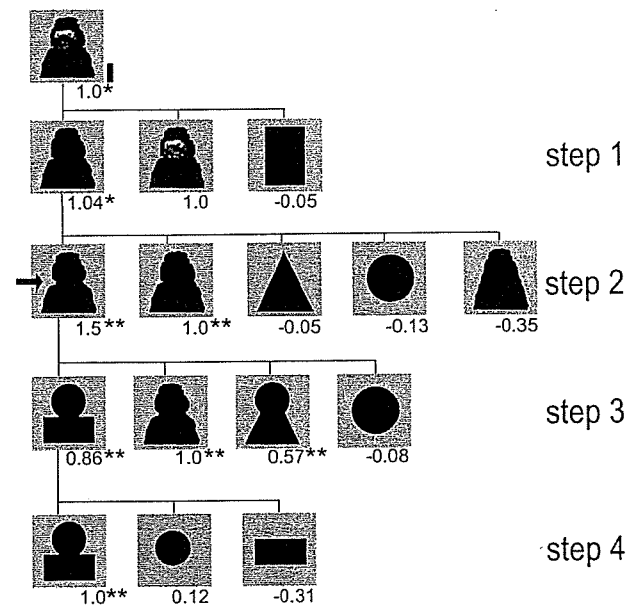 1.0*
step 1
1.04* 1.0 -0.05
step 2
1.5** 1.0** -0.05 -0.13 -0.35
step 3
0.86** 1.0** 0.57** -0.08
step 4
1.0** 0.12 -0.31